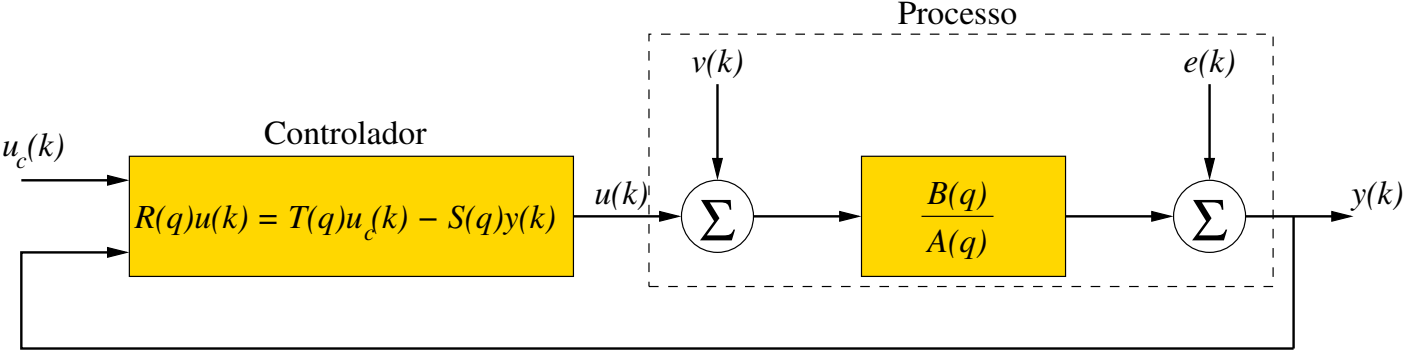 Processo
v(k)
e(k)
Controlador
u_c(k)
R(q)u(k) = T(q)u_c(k) − S(q)y(k)
u(k)
Σ
B(q)
A(q)
Σ
y(k)